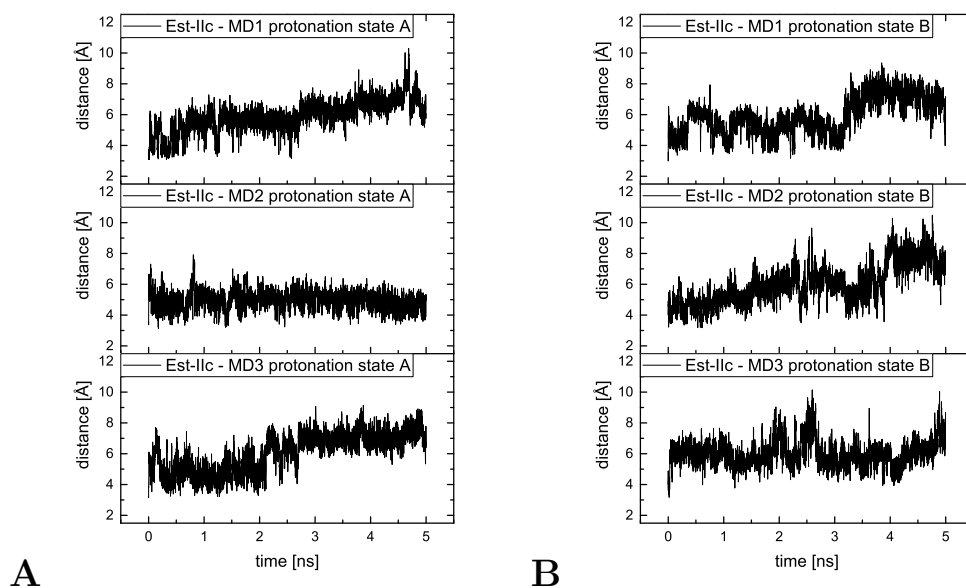 Est-IIc - MD1 protonation state A
distance [Å]
12
10
8
6
4
2
Est-IIc - MD2 protonation state A
distance [Å]
12
10
8
6
4
2
Est-IIc - MD3 protonation state A
distance [Å]
12
10
8
6
4
2
0 1 2 3 4 5
time [ns]
A
Est-IIc - MD1 protonation state B
distance [Å]
12
10
8
6
4
2
Est-IIc - MD2 protonation state B
distance [Å]
12
10
8
6
4
2
Est-IIc - MD3 protonation state B
distance [Å]
12
10
8
6
4
2
0 1 2 3 4 5
time [ns]
B